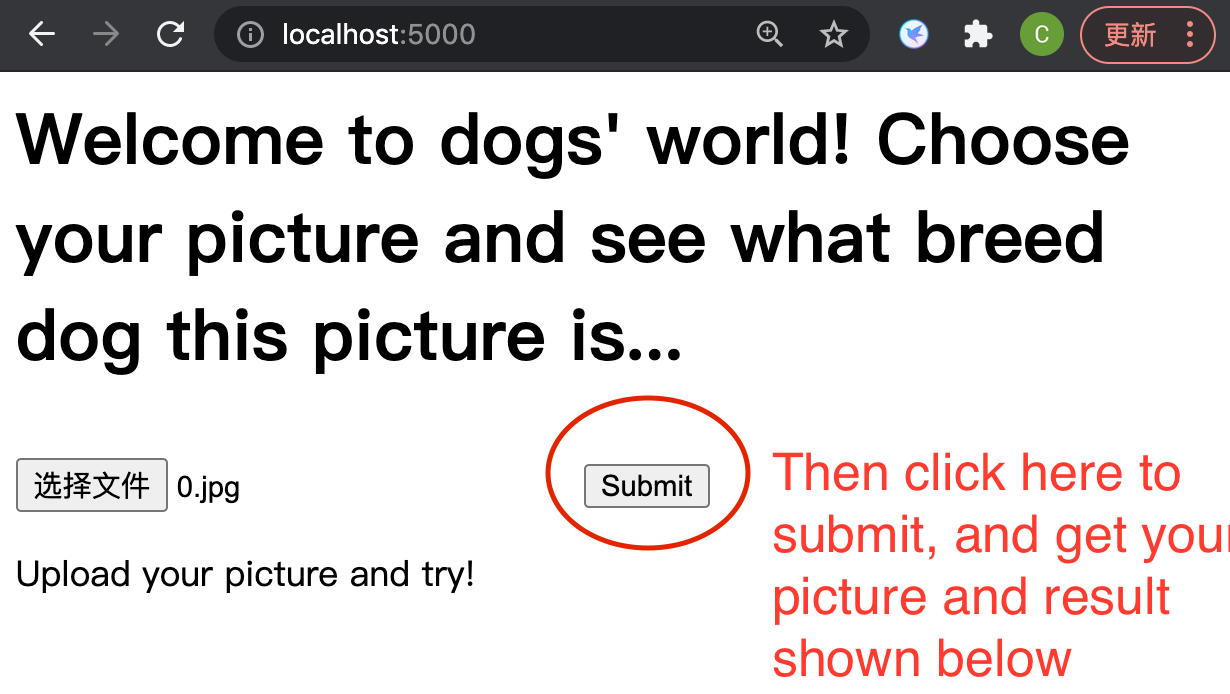 localhost:5000
C
更新
Welcome to dogs' world! Choose
your picture and see what breed
dog this picture is...
选择文件 0.jpg
Submit
Then click here to
submit, and get your
picture and result
shown below
Upload your picture and try!